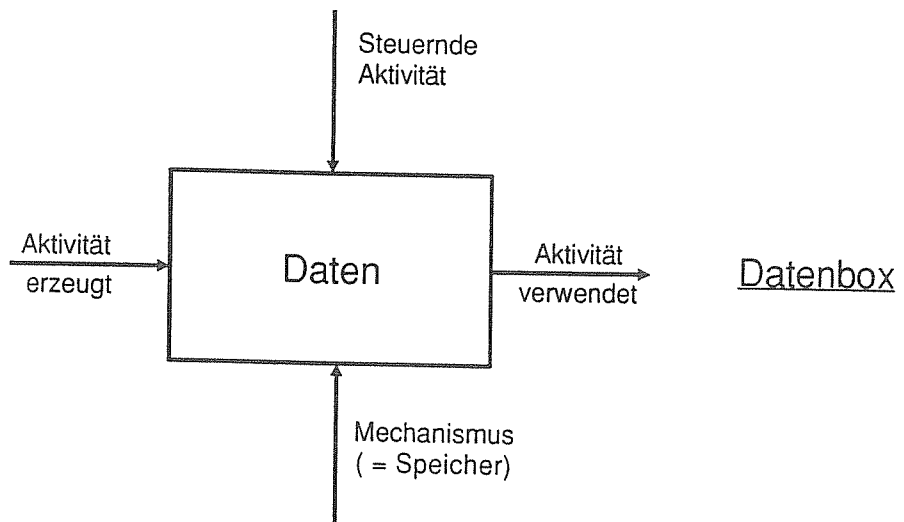 Steuernde
Aktivität
Aktivität
erzeugt
Daten
Aktivität
verwendet
Datenbox
Mechanismus
( = Speicher)